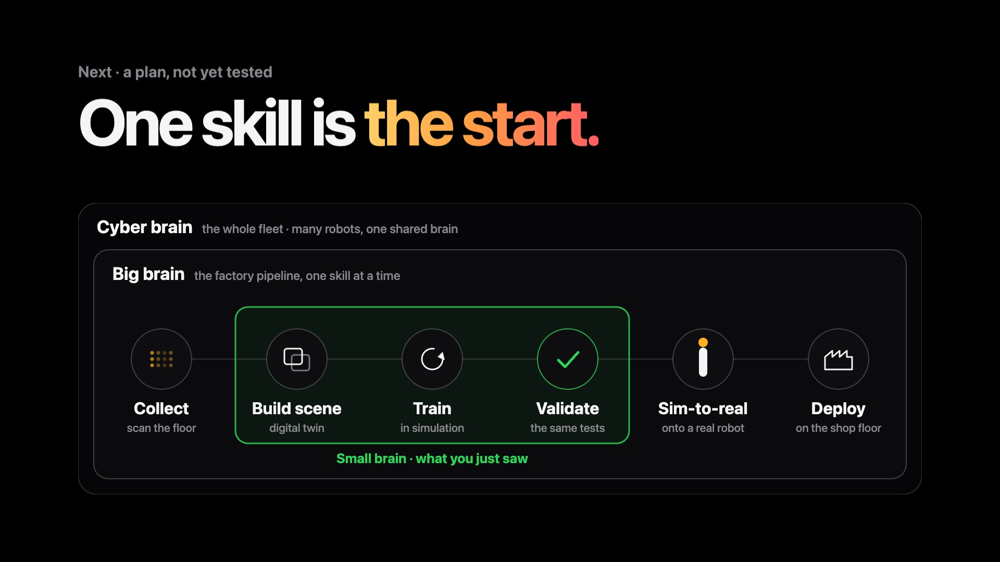 Next · a plan, not yet tested
One skill is the start.
Cyber brain the whole fleet · many robots, one shared brain
Big brain the factory pipeline, one skill at a time
Collect
scan the floor
Build scene
digital twin
Train
in simulation
Validate
the same tests
Sim-to-real
onto a real robot
Deploy
on the shop floor
Small brain · what you just saw